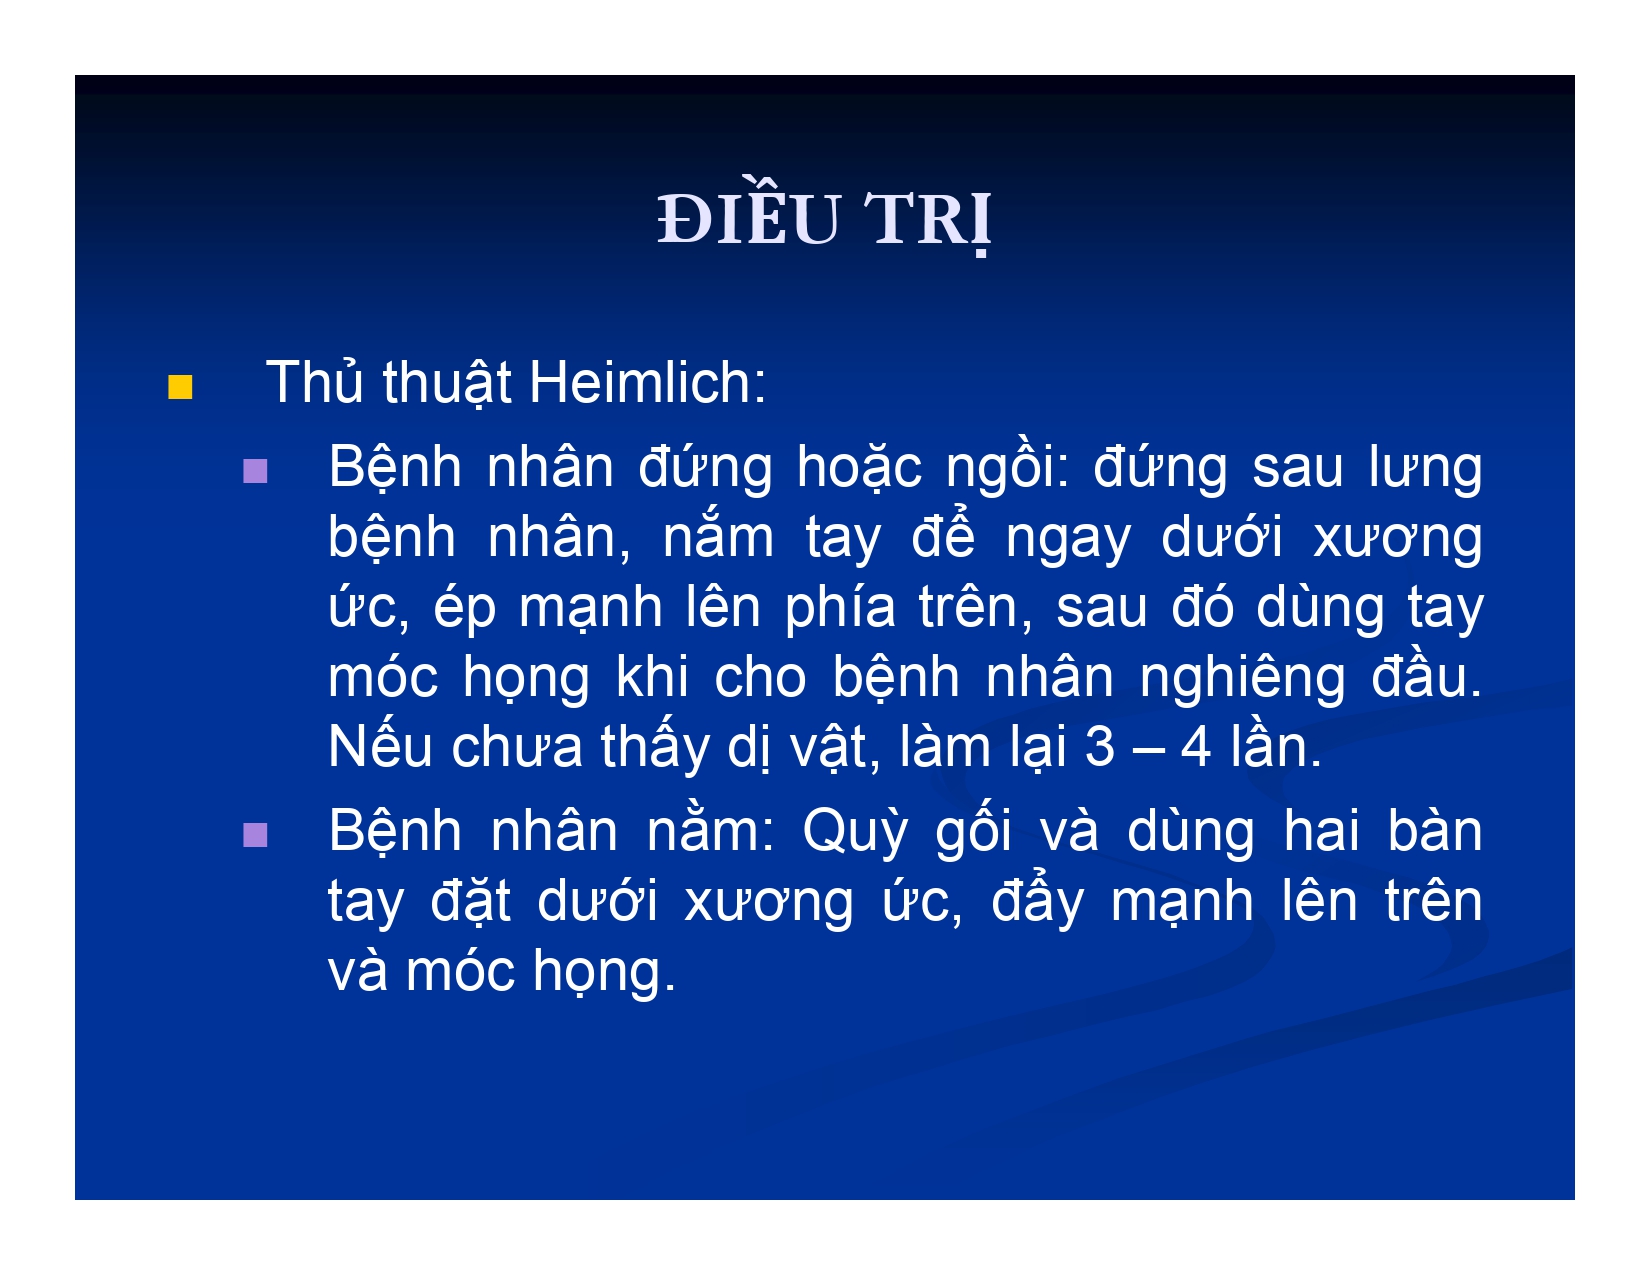 ĐIỀU TRỊ
Thủ thuật Heimlich:
Bệnh nhân đứng hoặc ngồi: đứng sau lưng
bệnh nhân, nắm tay để ngay dưới xương
ức, ép mạnh lên phía trên, sau đó dùng tay
móc họng khi cho bệnh nhân nghiêng đầu.
Nếu chưa thấy dị vật, làm lại 3 – 4 lần.
Bệnh nhân nằm: Quỳ gối và dùng hai bàn
tay đặt dưới xương ức, đẩy mạnh lên trên
và móc họng.